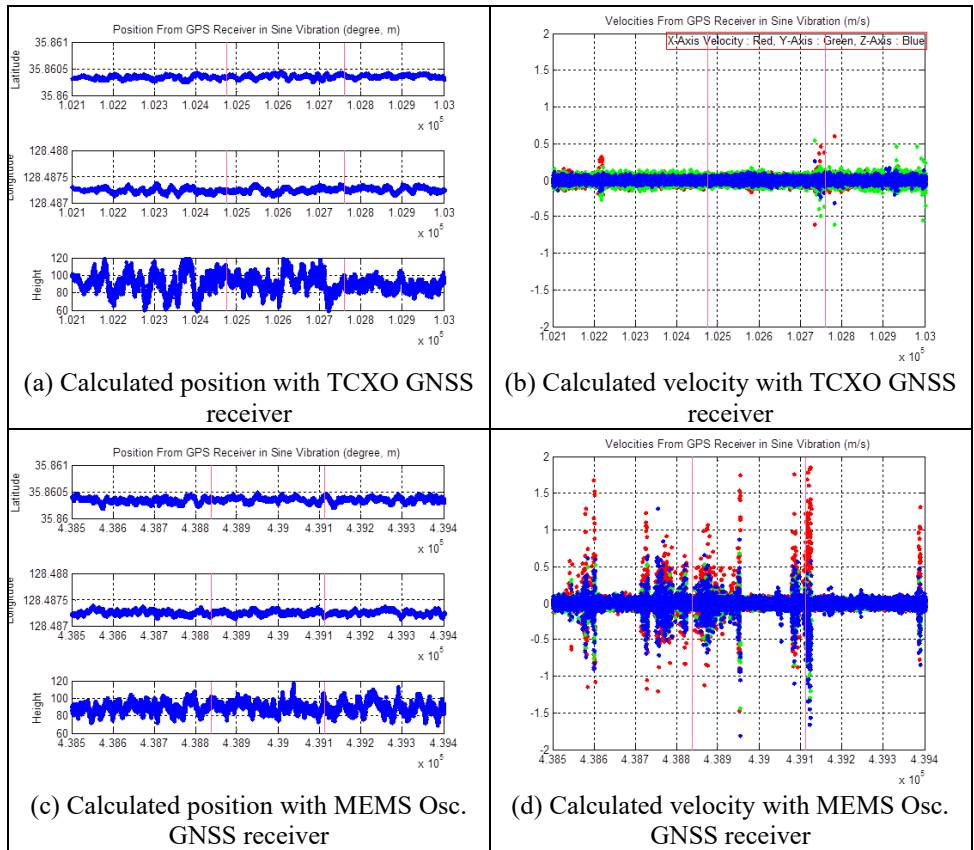 Position From GPS Receiver in Sine Vibration (degree, m)
35.861
35.8605
35.86
Latitude
1.021 1.022 1.023 1.024 1.025 1.026 1.027 1.028 1.029 1.03
x 10^5
128.488
128.4875
128.487
Longitude
1.021 1.022 1.023 1.024 1.025 1.026 1.027 1.028 1.029 1.03
x 10^5
120
100
80
60
Height
1.021 1.022 1.023 1.024 1.025 1.026 1.027 1.028 1.029 1.03
x 10^5
(a) Calculated position with TCXO GNSS
receiver
Velocities From GPS Receiver in Sine Vibration (m/s)
X-Axis Velocity : Red, Y-Axis : Green, Z-Axis : Blue
2
1.5
1
0.5
0
-0.5
-1
-1.5
-2
1.021 1.022 1.023 1.024 1.025 1.026 1.027 1.028 1.029 1.03
x 10^5
(b) Calculated velocity with TCXO GNSS
receiver
Position From GPS Receiver in Sine Vibration (degree, m)
35.861
35.8605
35.86
Latitude
4.385 4.386 4.387 4.388 4.389 4.39 4.391 4.392 4.393 4.394
x 10^5
128.488
128.4875
128.487
Longitude
4.385 4.386 4.387 4.388 4.389 4.39 4.391 4.392 4.393 4.394
x 10^5
120
100
80
60
Height
4.385 4.386 4.387 4.388 4.389 4.39 4.391 4.392 4.393 4.394
x 10^5
(c) Calculated position with MEMS Osc.
GNSS receiver
Velocities From GPS Receiver in Sine Vibration (m/s)
2
1.5
1
0.5
0
-0.5
-1
-1.5
-2
4.385 4.386 4.387 4.388 4.389 4.39 4.391 4.392 4.393 4.394
x 10^5
(d) Calculated velocity with MEMS Osc.
GNSS receiver